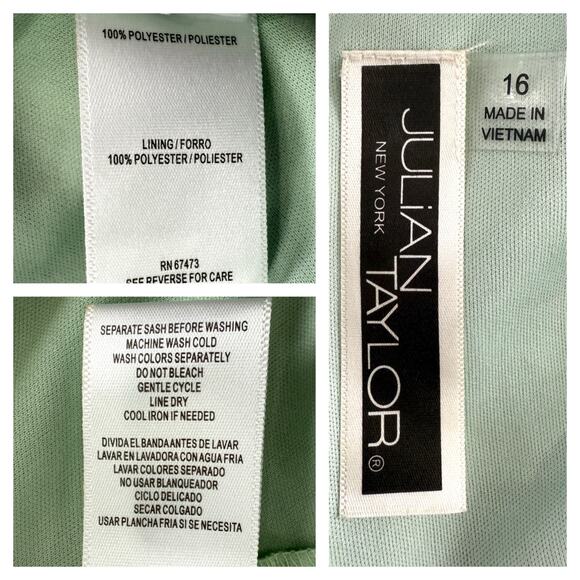 100% POLYESTER / POLIESTER
LINING / FORRO
100% POLYESTER / POLIESTER
RN 67473
SEE REVERSE FOR CARE
SEPARATE SASH BEFORE WASHING
MACHINE WASH COLD
WASH COLORS SEPARATELY
DO NOT BLEACH
GENTLE CYCLE
LINE DRY
COOL IRON IF NEEDED
DIVIDA EL BANDA ANTES DE LAVAR
LAVAR EN LAVADORA CON AGUA FRIA
LAVAR COLORES SEPARADO
NO USAR BLANQUEADOR
CICLO DELICADO
SECAR COLGADO
USAR PLANCHA FRIA SI SE NECESITA
JULiAN
TAYLOR®
NEW YORK
16
MADE IN
VIETNAM